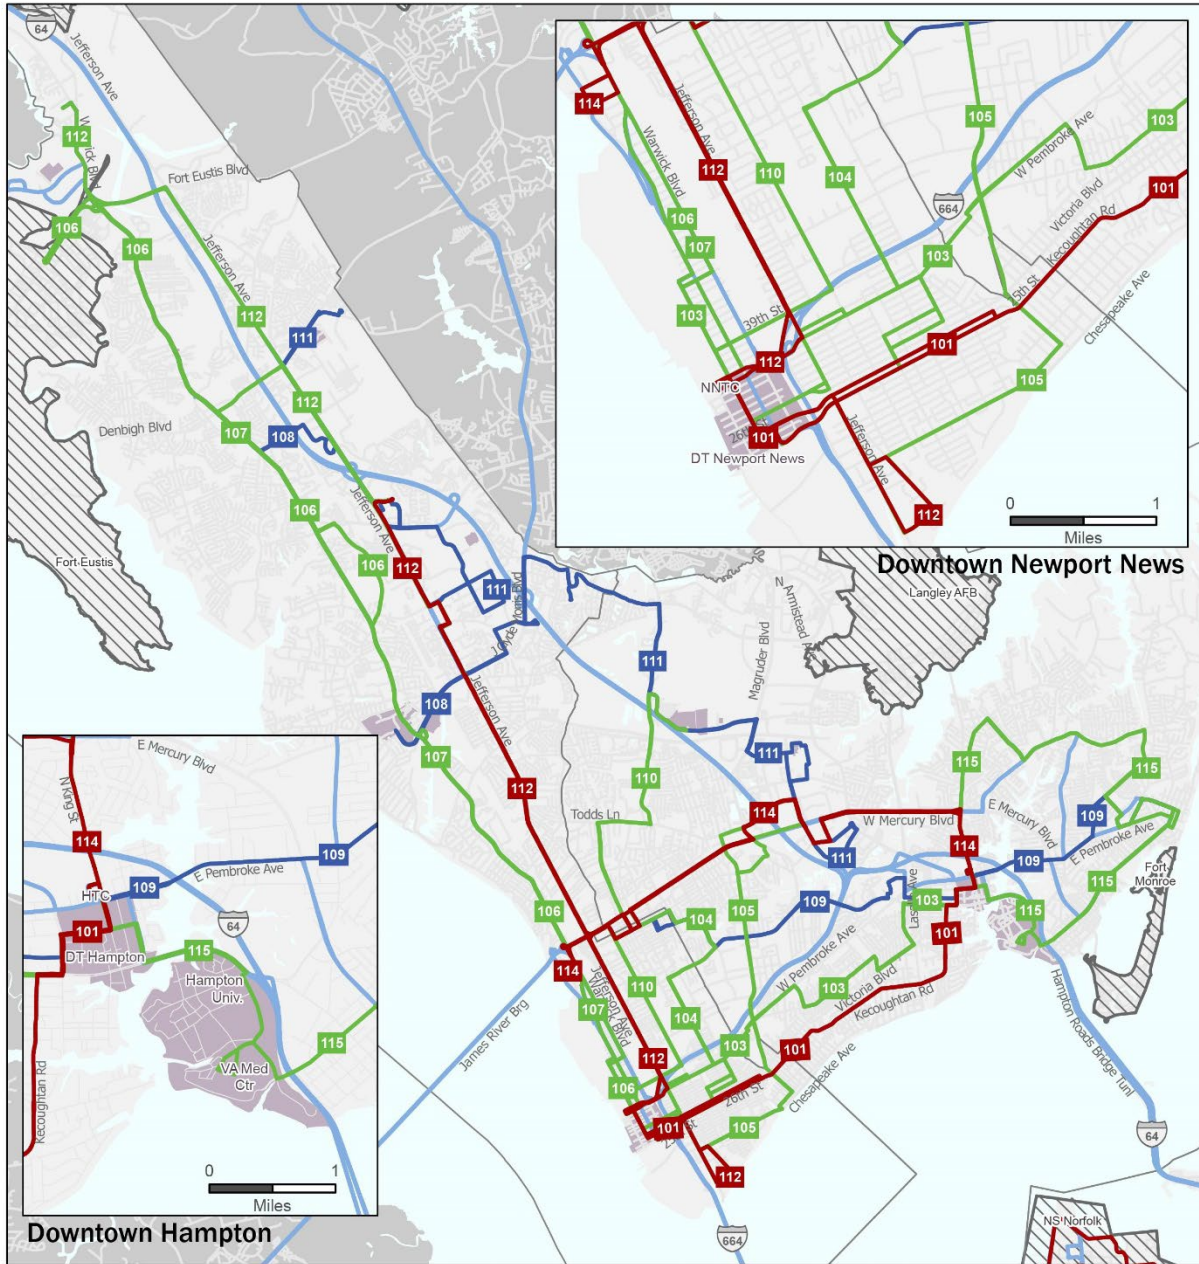 64
Jefferson Ave
112
Warwick Blvd
Fort Eustis Blvd
106
106
Jefferson Ave
112
111
112
Denbigh Blvd
107
108
106
Jefferson Ave
106
112
111
J Clyde Morris Blvd
Fort Eustis
108
Jefferson Ave
107
112
111
Magruder Blvd
N Armistead Ave
Langley AFB
110
111
Todds Ln
114
W Mercury Blvd
111
115
115
E Mercury Blvd
109
E Pembroke Ave
114
109
115
Fort Monroe
106
104
105
109
103
101
115
114
W Pembroke Ave
Victoria Blvd
Kecoughtan Rd
103
110
Jefferson Ave
Warwick Blvd
107
104
James River Brg
Hampton Roads Bridge Tunl
112
103
101
106
26th St
Chesapeake Ave
101
105
112
64
664
NS Norfolk
114
Jefferson Ave
Warwick Blvd
112
110
104
105
103
W Pembroke Ave
101
664
Victoria Blvd
Kecoughtan Rd
106
107
103
103
39th St
Chesapeake Ave
101
112
NNTC
105
101
DT Newport News
Jefferson Ave
112
0 1
Miles
Downtown Newport News
E Mercury Blvd
N King St
114
109
E Pembroke Ave
HTC
109
64
101
DT Hampton
115
Hampton Univ.
115
VA Med Ctr
Kecoughtan Rd
0 1
Miles
Downtown Hampton